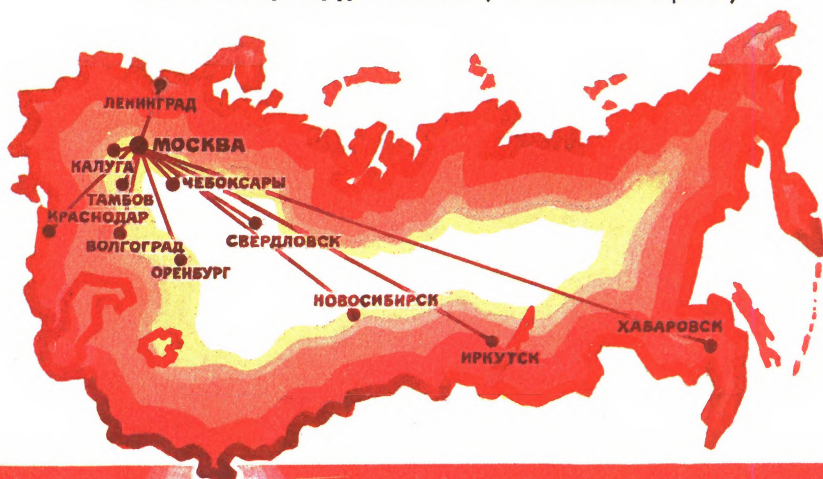 ЛЕНИНГРАД
МОСКВА
КАЛУГА
ЧЕБОКСАРЫ
ТАМБОВ
КРАСНОДАР
ВОЛГОГРАД
СВЕРДЛОВСК
ОРЕНБУРГ
НОВОСИБИРСК
ХАБАРОВСК
ИРКУТСК